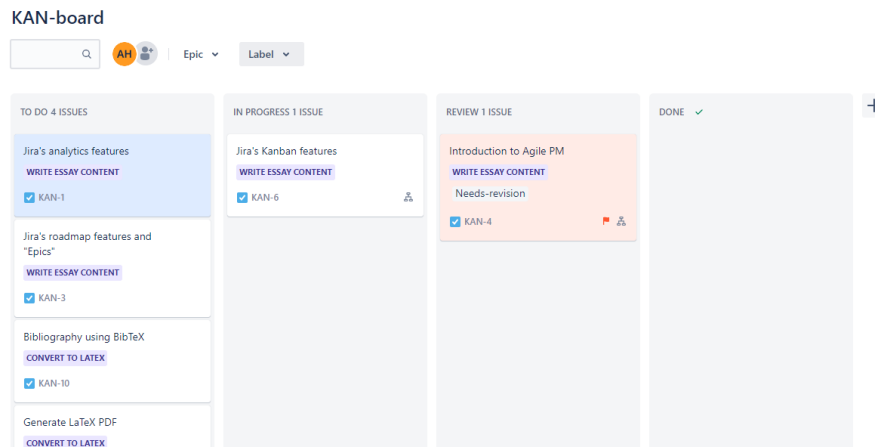 KAN-board
AH
Epic
Label
TO DO 4 ISSUES
Jira's analytics features
WRITE ESSAY CONTENT
KAN-1
Jira's roadmap features and
"Epics"
WRITE ESSAY CONTENT
KAN-3
Bibliography using BibTeX
CONVERT TO LATEX
KAN-10
Generate LaTeX PDF
CONVERT TO LATEX
IN PROGRESS 1 ISSUE
Jira's Kanban features
WRITE ESSAY CONTENT
KAN-6
REVIEW 1 ISSUE
Introduction to Agile PM
WRITE ESSAY CONTENT
Needs-revision
KAN-4
DONE